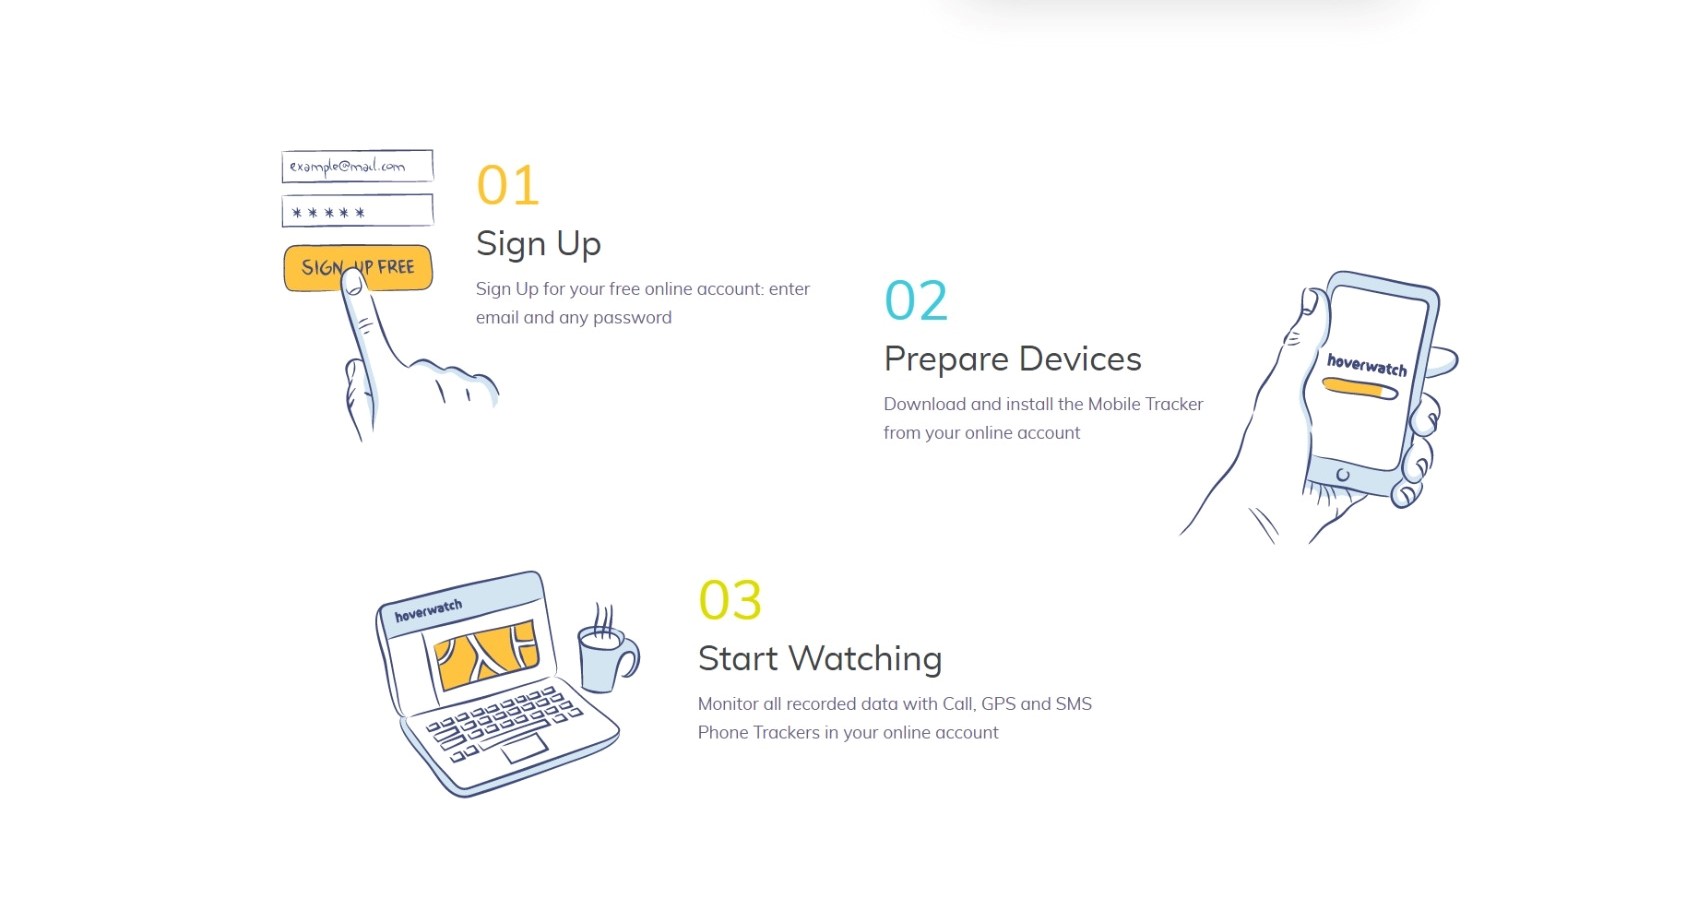 example@mail.com
*****
SIGN UP FREE
01
Sign Up
Sign Up for your free online account: enter
email and any password
02
Prepare Devices
Download and install the Mobile Tracker
from your online account
hoverwatch
hoverwatch
03
Start Watching
Monitor all recorded data with Call, GPS and SMS
Phone Trackers in your online account